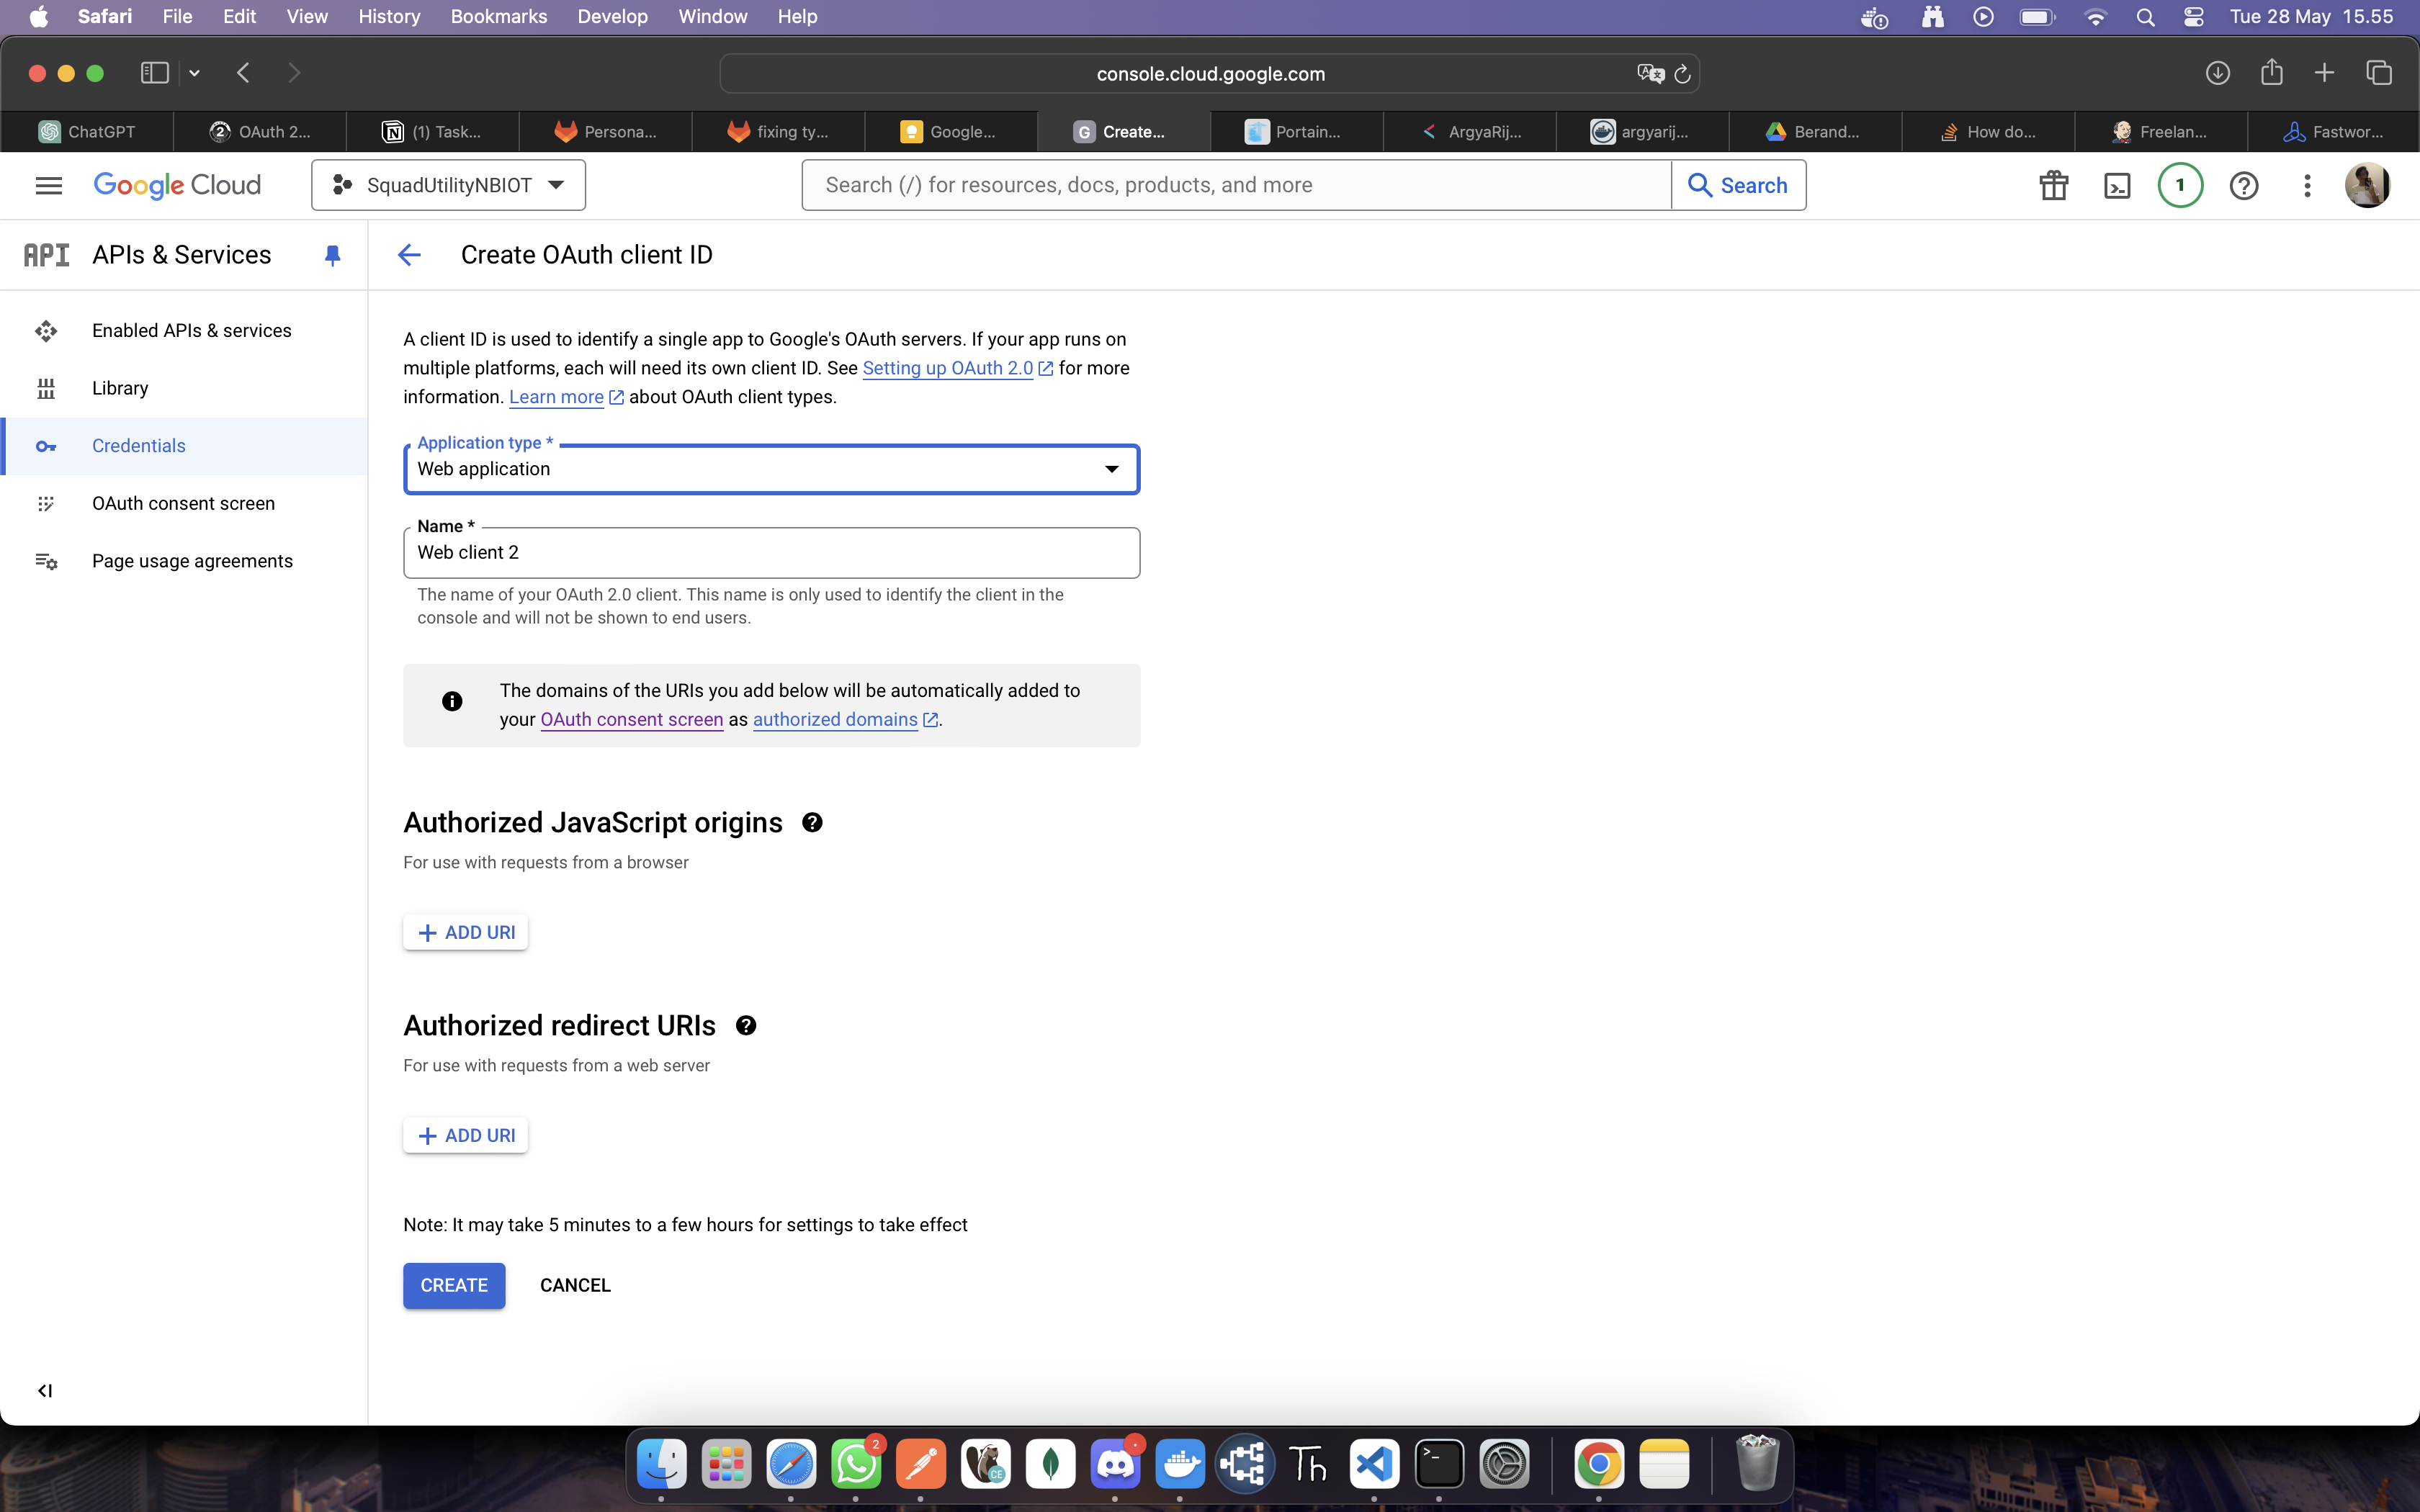 Safari File Edit View History Bookmarks Develop Window Help Tue 28 May 15.55
console.cloud.google.com
ChatGPT OAuth 2... (1) Task... Persona... fixing ty... Google... Create... Portain... ArgyaRij... argyarij... Berand... How do... Freelan... Fastwor...
Google Cloud SquadUtilityNBIOT Search (/) for resources, docs, products, and more Search 1
API APIs & Services
Create OAuth client ID
Enabled APIs & services
Library
Credentials
OAuth consent screen
Page usage agreements
A client ID is used to identify a single app to Google's OAuth servers. If your app runs on
multiple platforms, each will need its own client ID. See Setting up OAuth 2.0 for more
information. Learn more about OAuth client types.
Application type *
Web application
Name *
Web client 2
The name of your OAuth 2.0 client. This name is only used to identify the client in the
console and will not be shown to end users.
The domains of the URIs you add below will be automatically added to
your OAuth consent screen as authorized domains.
Authorized JavaScript origins
For use with requests from a browser
+ ADD URI
Authorized redirect URIs
For use with requests from a web server
+ ADD URI
Note: It may take 5 minutes to a few hours for settings to take effect
CREATE CANCEL
2 CE Th